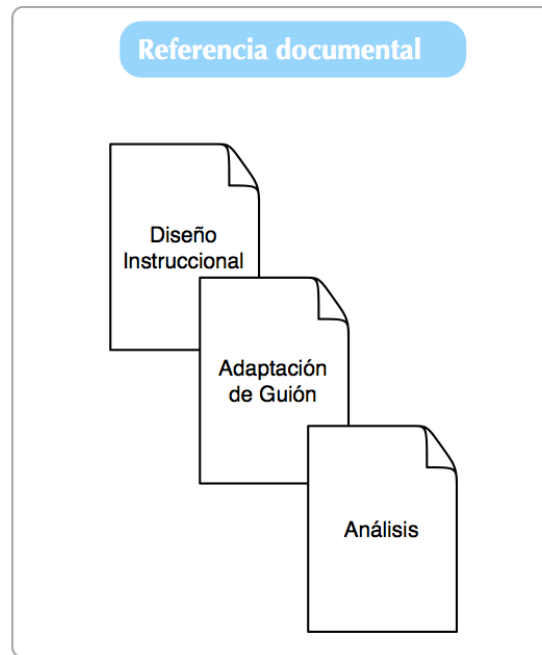 Referencia documental
Diseño
Instruccional
Adaptación
de Guión
Análisis